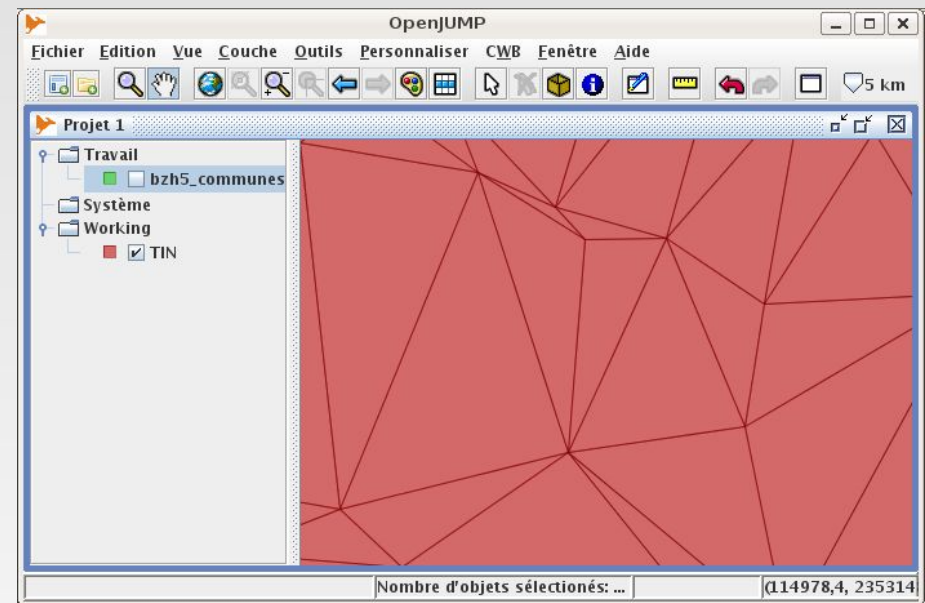 OpenJUMP
Fichier Edition Vue Couche Outils Personnaliser CWB Fenêtre Aide
5 km
Projet 1
Travail
bzh5_communes
Système
Working
TIN
Nombre d'objets sélectionés: ... (114978,4, 235314